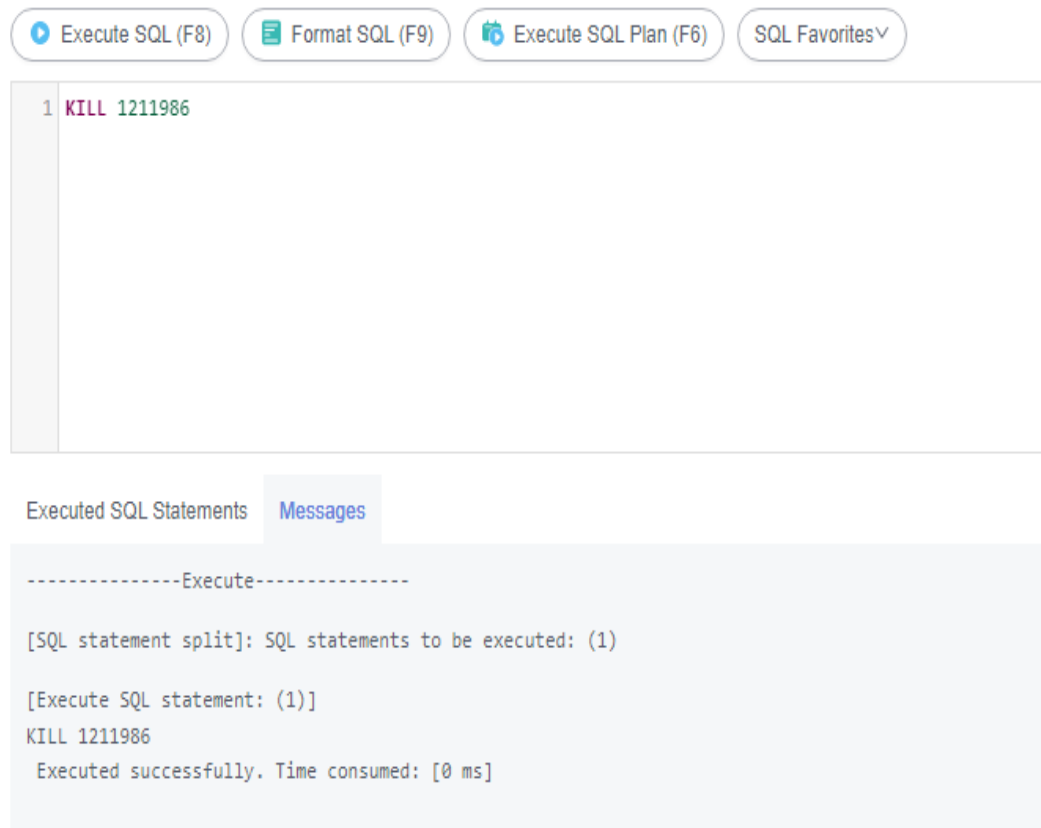 Execute SQL (F8) Format SQL (F9) Execute SQL Plan (F6) SQL Favorites
1 KILL 1211986
Executed SQL Statements Messages
---------------Execute---------------
[SQL statement split]: SQL statements to be executed: (1)
[Execute SQL statement: (1)]
KILL 1211986
Executed successfully. Time consumed: [0 ms]